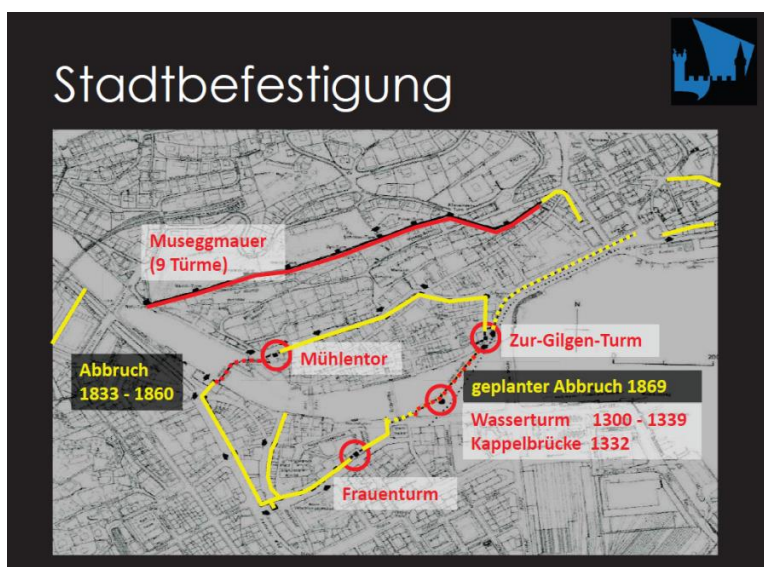 Stadtbefestigung
Museggmauer
(9 Türme)
Zur-Gilgen-Turm
Mühlentor
Abbruch
1833 - 1860
geplanter Abbruch 1869
Wasserturm 1300 - 1339
Kappelbrücke 1332
Frauenturm
N